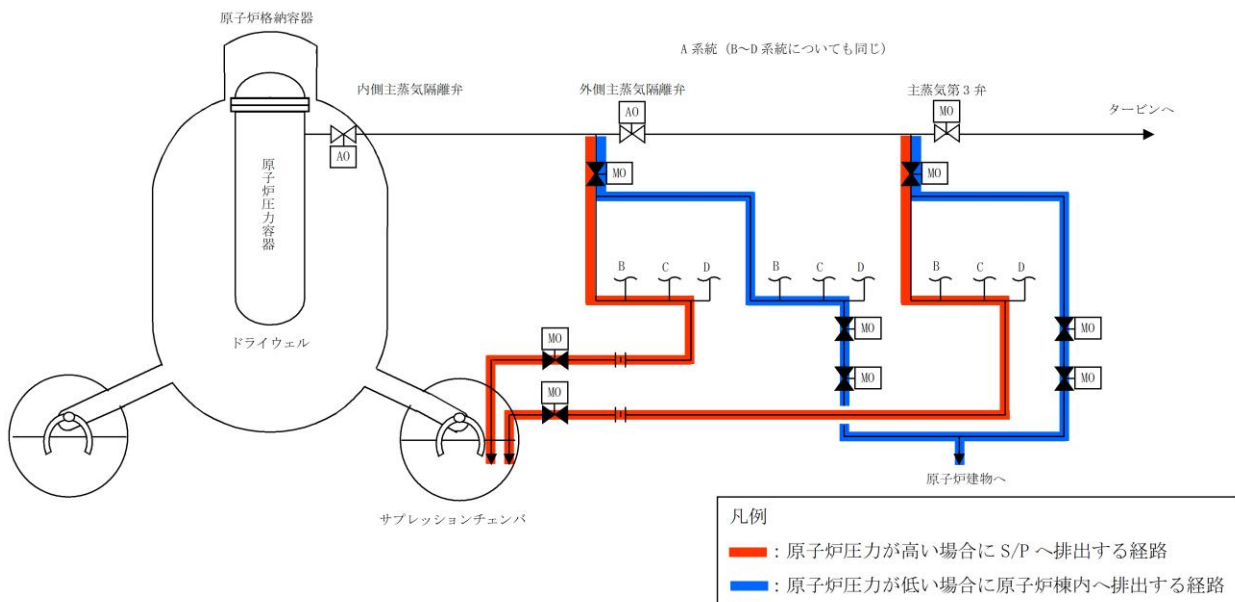 原子炉格納容器
A 系統（B～D 系統についても同じ）
内側主蒸気隔離弁
外側主蒸気隔離弁
主蒸気第3弁
タービンへ
AO
AO
MO
MO
MO
原子炉圧力容器
B
C
D
B
C
D
B
C
D
ドライウェル
MO
MO
MO
MO
MO
MO
原子炉建物へ
サプレッションチェンバ
凡例
：原子炉圧力が高い場合に S/P へ排出する経路
：原子炉圧力が低い場合に原子炉棟内へ排出する経路